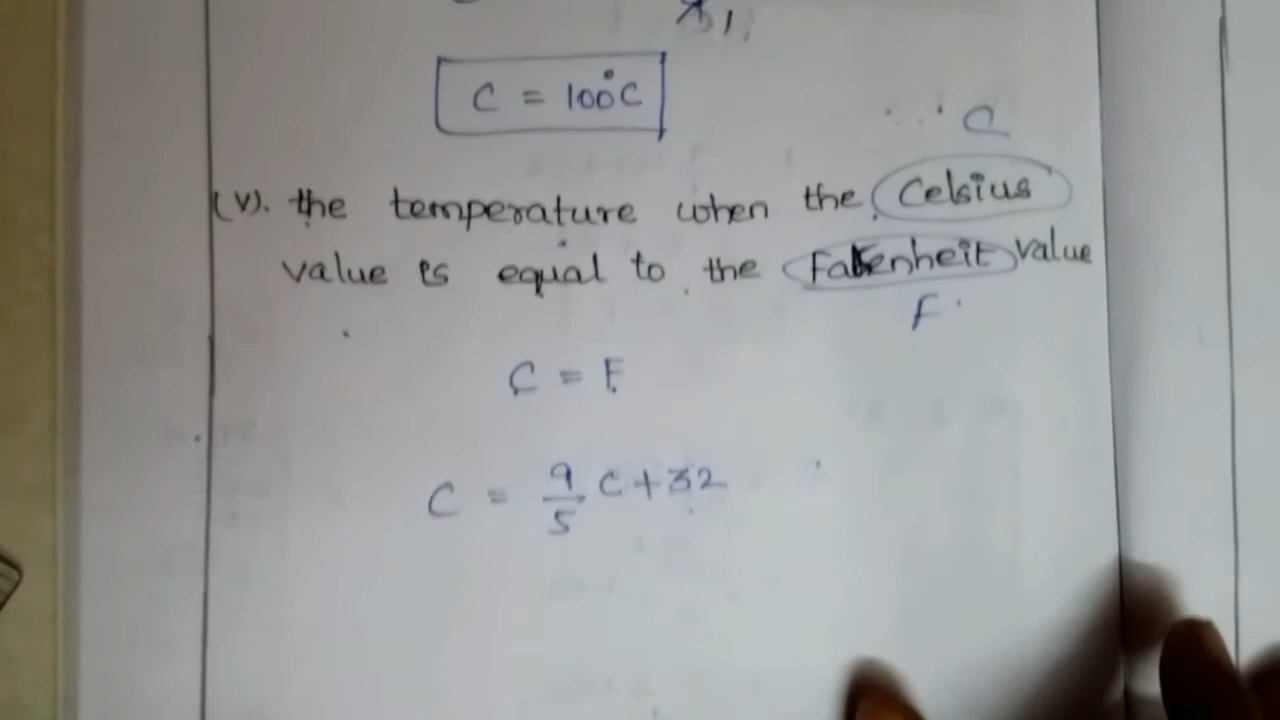 C = 100°C
C
(v). the temperature when the Celsius
value is equal to the Fahrenheit value
F
C = F
C = 9/5 C + 32